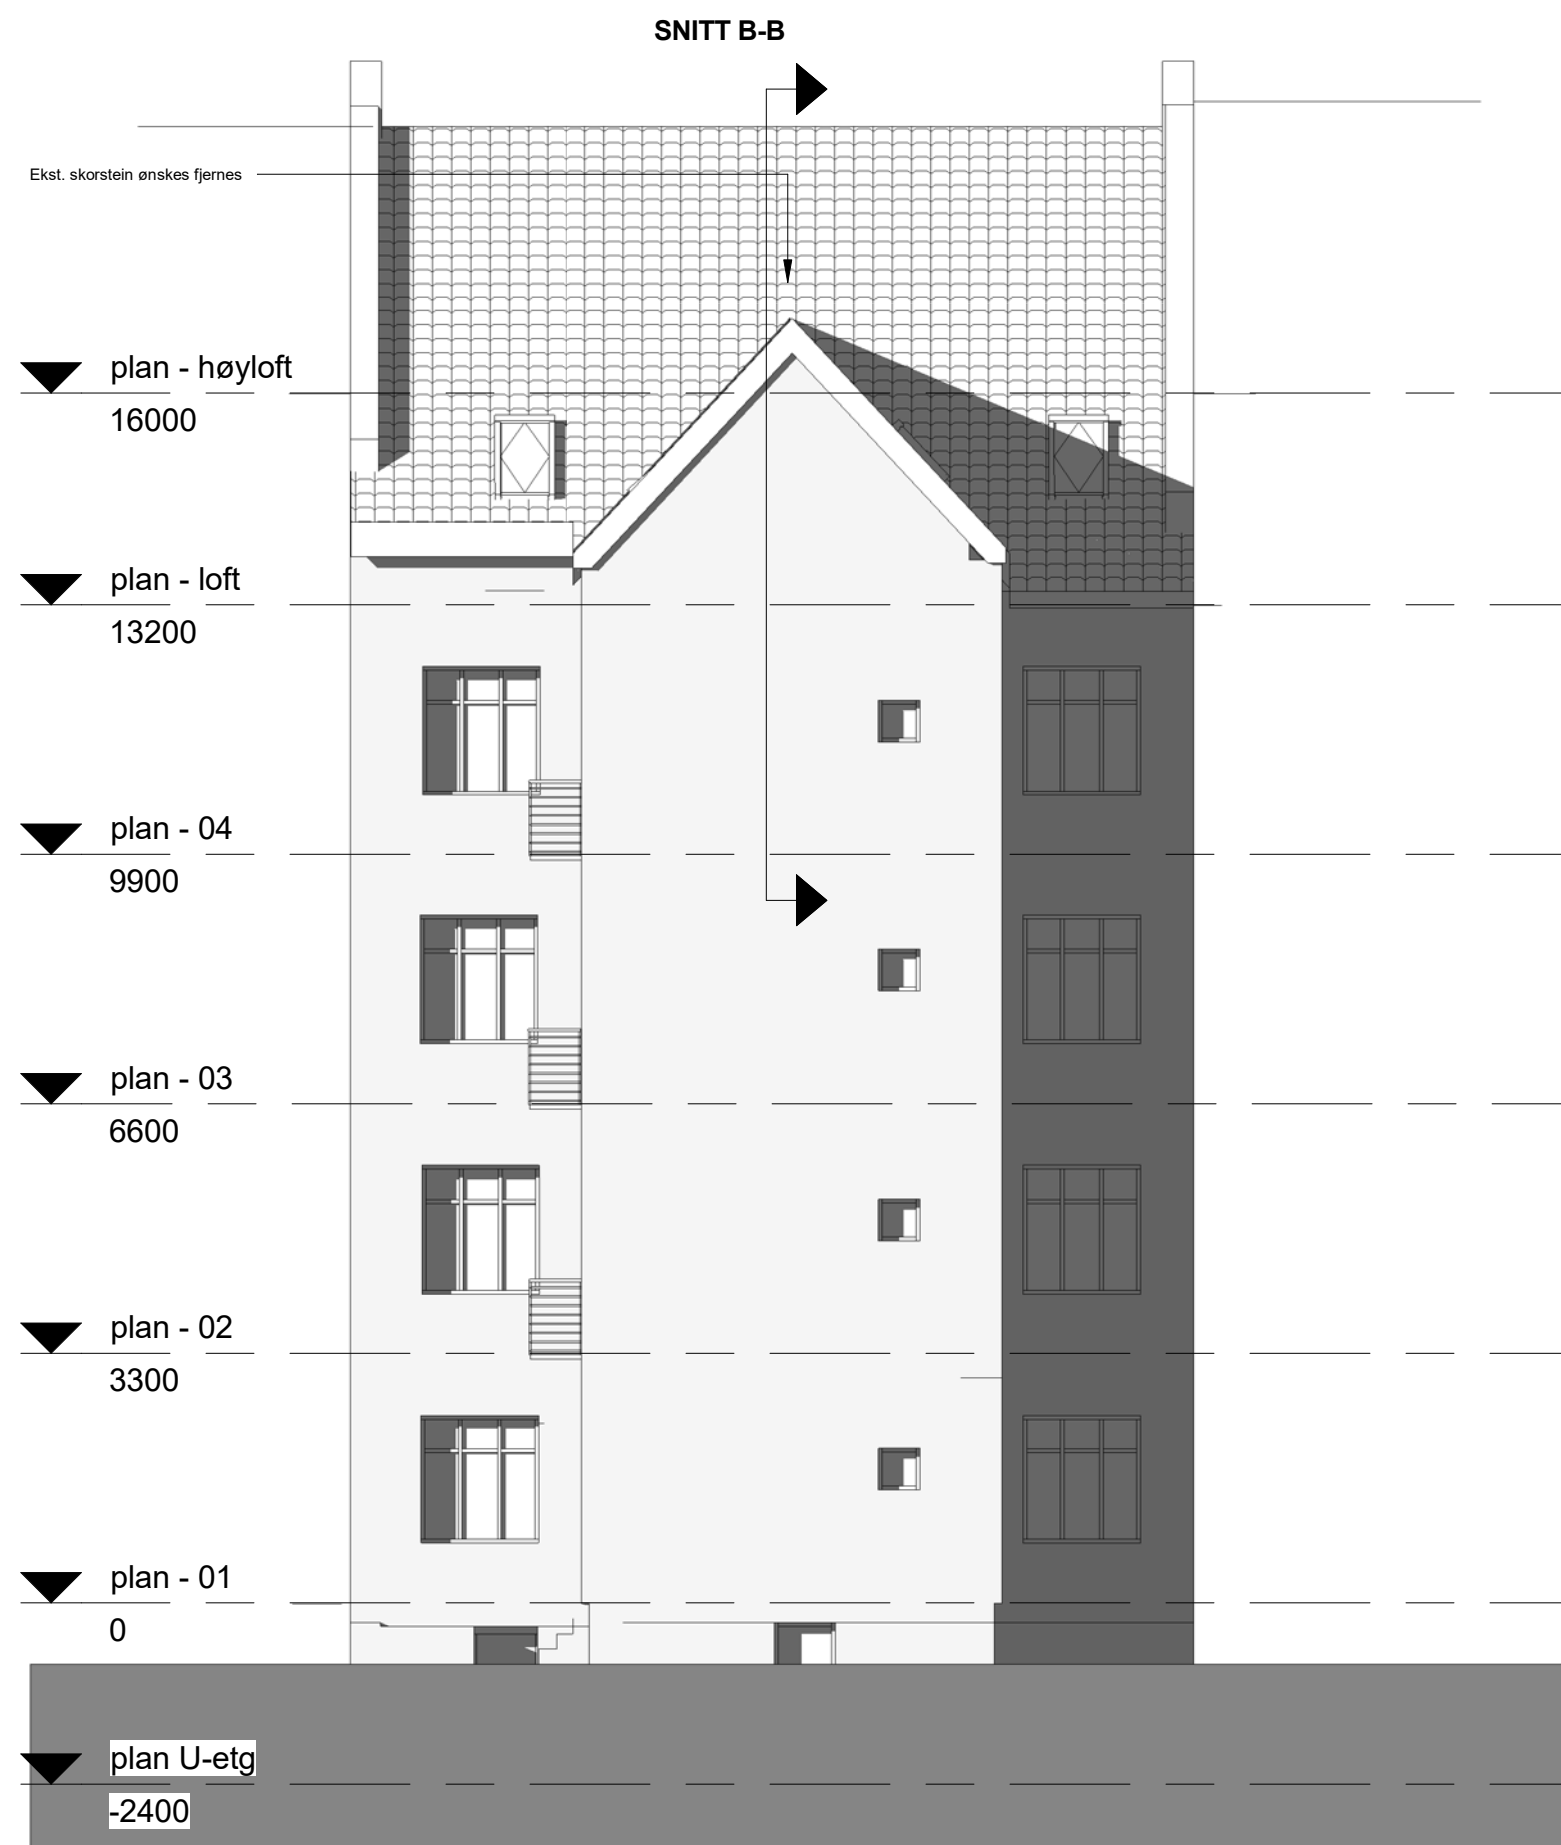 SNITT B-B
Ekst. skorstein ønskes fjernes
plan - høyloft
16000
plan - loft
13200
plan - 04
9900
plan - 03
6600
plan - 02
3300
plan - 01
0
plan U-etg
-2400